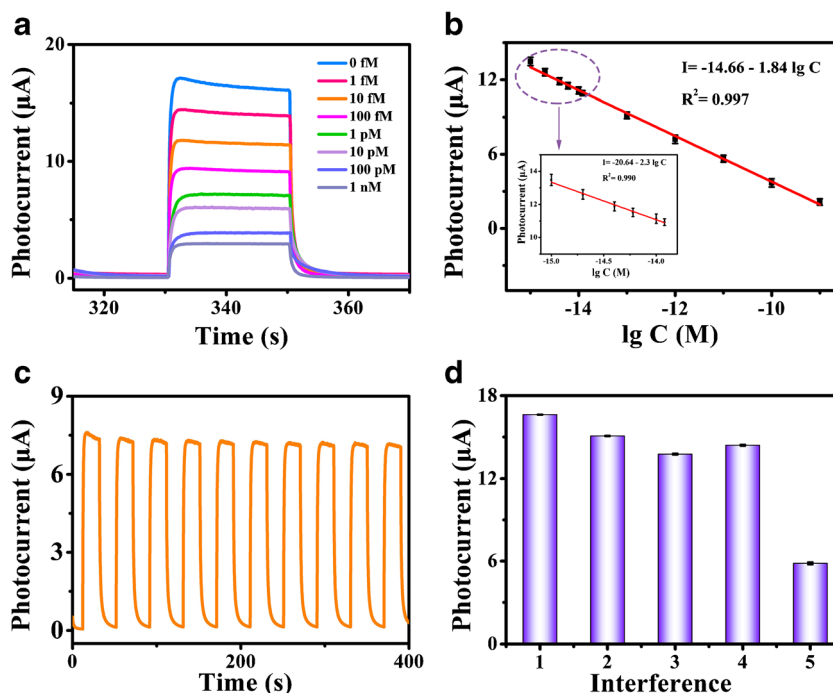 a
Photocurrent (μA)
20
10
0
320
340
360
Time (s)
0 fM
1 fM
10 fM
100 fM
1 pM
10 pM
100 pM
1 nM
b
Photocurrent (μA)
12
6
0
-14
-12
-10
lg C (M)
I= -14.66 - 1.84 lg C
R²= 0.997
Photocurrent (μA)
14
12
10
-15.0
-14.5
-14.0
lg C (M)
I= -20.64 - 2.3 lg C
R²= 0.990
c
Photocurrent (μA)
9
6
3
0
0
200
400
Time (s)
d
Photocurrent (μA)
18
12
6
0
1
2
3
4
5
Interference